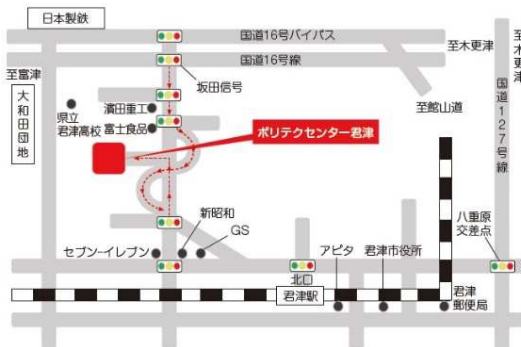 日本製鉄
国道16号バイパス
国道16号線
至木更津
至木更津
至富津
坂田信号
大和田団地
県立
君津高校
濱田重工
富士食品
至館山道
国道127号線
ポリテクセンター君津
新昭和
GS
セブン-イレブン
北口
アピタ
君津市役所
八重原
交差点
君津駅
君津
郵便局